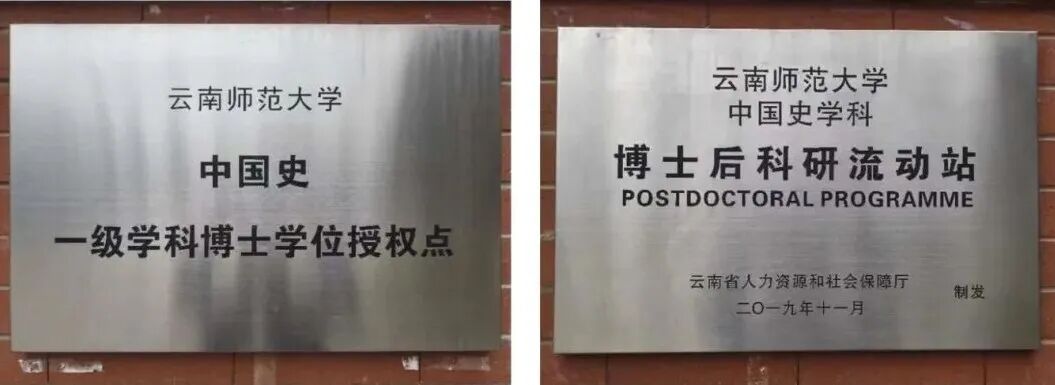 云南师范大学
中国史
一级学科博士学位授权点
云南师范大学
中国史学科
博士后科研流动站
POSTDOCTORAL PROGRAMME
云南省人力资源和社会保障厅 制发
二〇一九年十一月